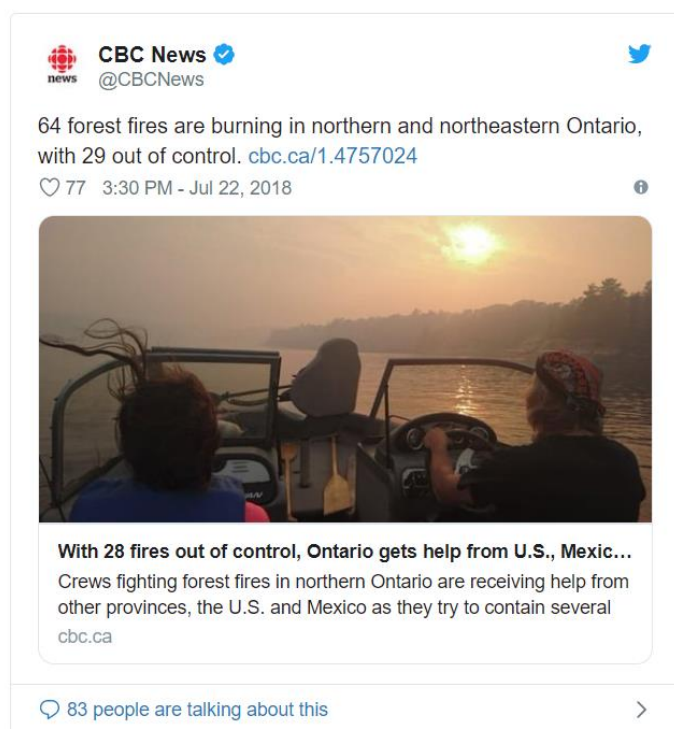 CBC News
news
@CBCNews
64 forest fires are burning in northern and northeastern Ontario,
with 29 out of control. cbc.ca/1.4757024
77 3:30 PM - Jul 22, 2018
With 28 fires out of control, Ontario gets help from U.S., Mexic...
Crews fighting forest fires in northern Ontario are receiving help from
other provinces, the U.S. and Mexico as they try to contain several
cbc.ca
83 people are talking about this